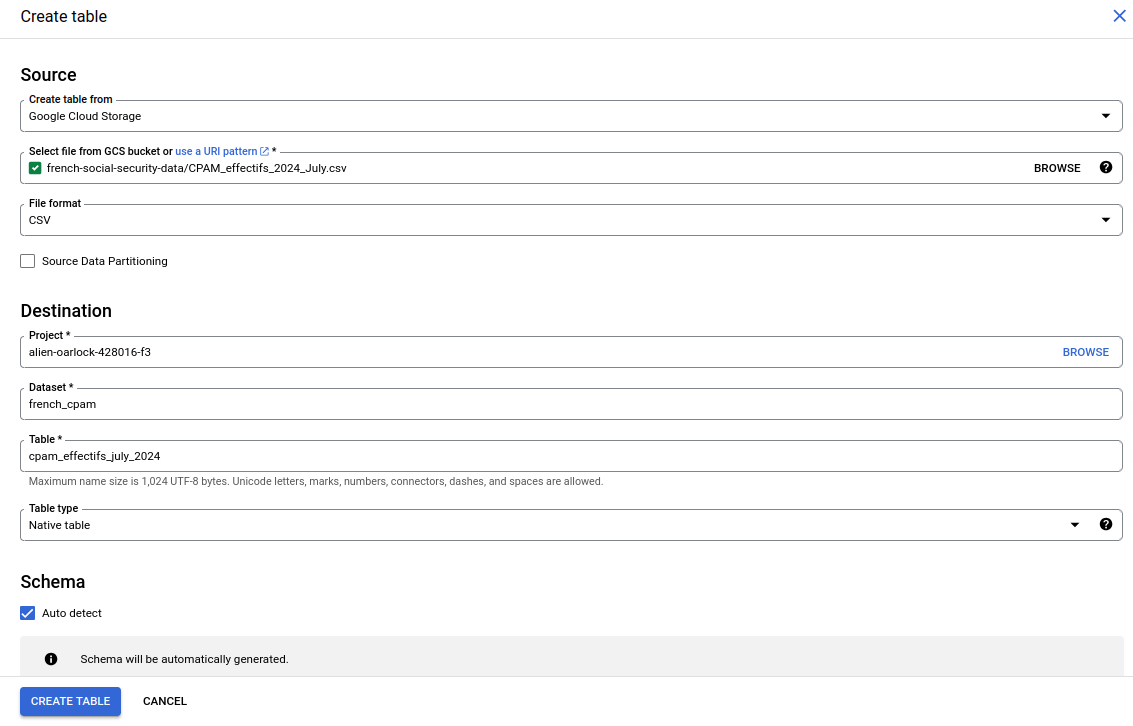 Create table
Source
Create table from
Google Cloud Storage
Select file from GCS bucket or use a URI pattern *
french-social-security-data/CPAM_effectifs_2024_July.csv BROWSE
File format
CSV
Source Data Partitioning
Destination
Project *
alien-oarlock-428016-f3 BROWSE
Dataset *
french_cpam
Table *
cpam_effectifs_july_2024
Maximum name size is 1,024 UTF-8 bytes. Unicode letters, marks, numbers, connectors, dashes, and spaces are allowed.
Table type
Native table
Schema
Auto detect
Schema will be automatically generated.
CREATE TABLE CANCEL